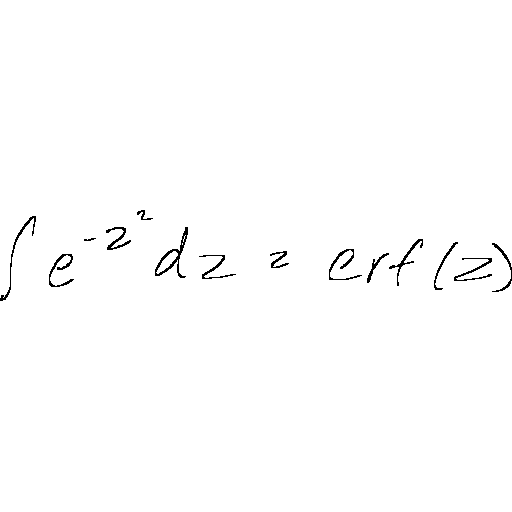 ∫ e^{-z^2} dz = erf(z)